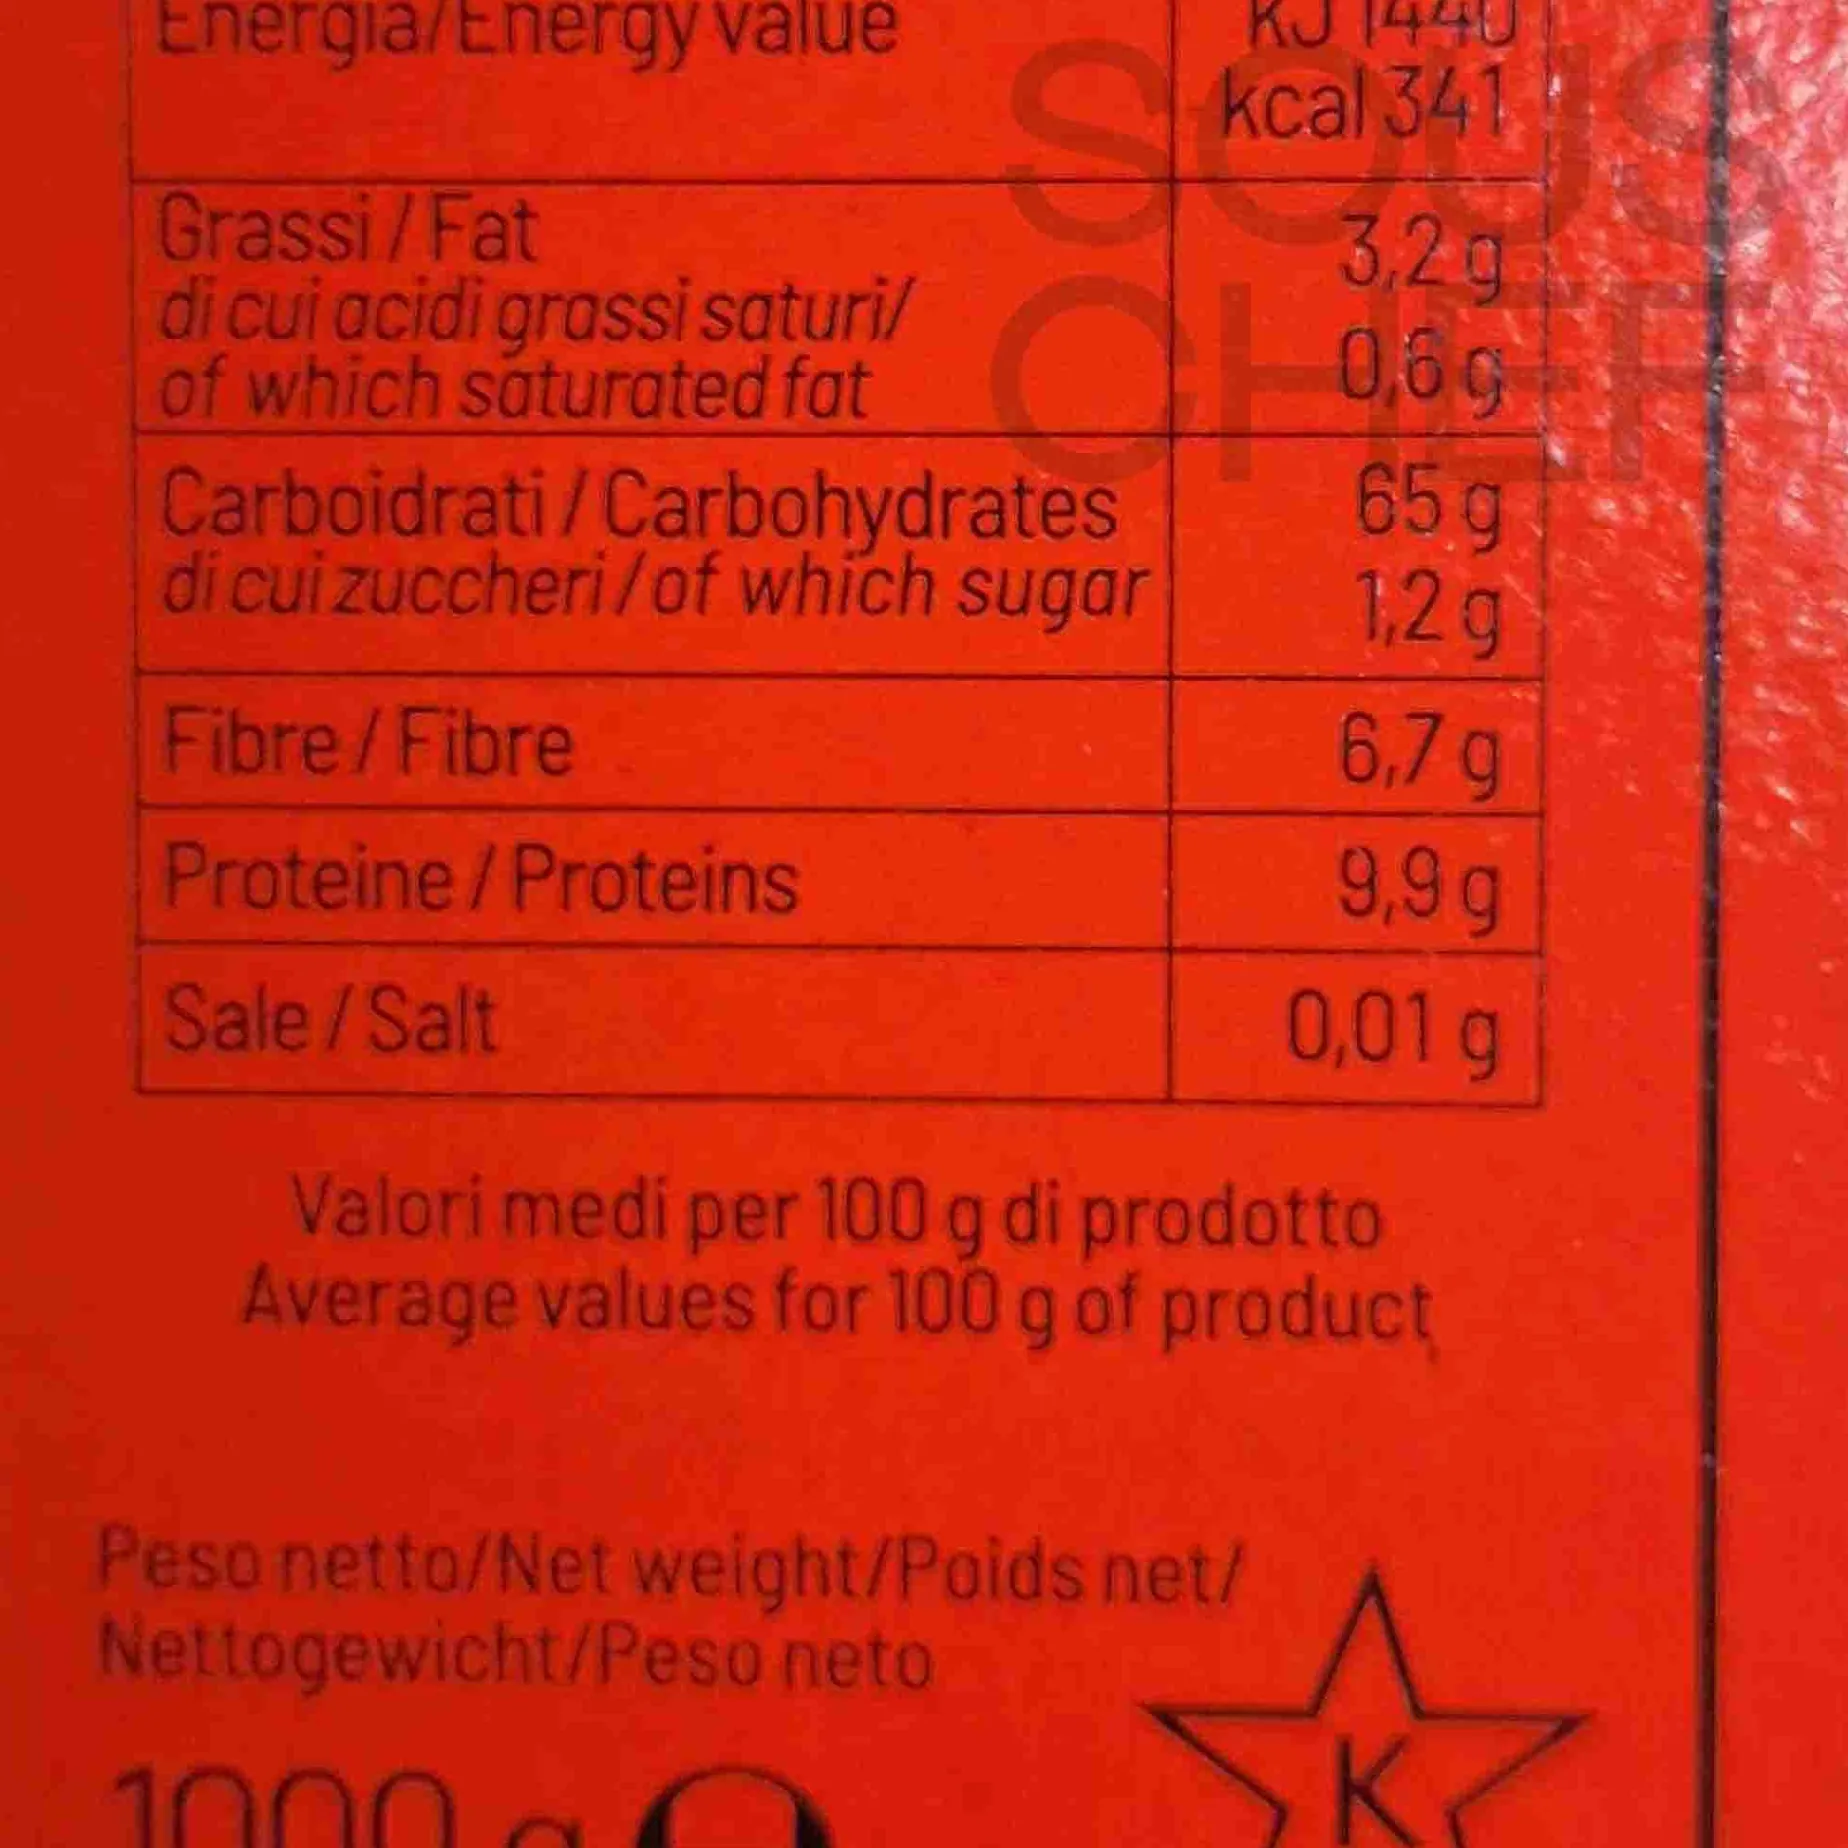 Energia/Energy value
KJ 1440
kcal 341
Grassi / Fat
3,2 g
di cui acidi grassi saturi/
of which saturated fat
0,6 g
Carboidrati / Carbohydrates
65 g
di cui zuccheri / of which sugar
1,2 g
Fibre / Fibre
6,7 g
Proteine / Proteins
9,9 g
Sale / Salt
0,01 g
Valori medi per 100 g di prodotto
Average values for 100 g of product
Peso netto/Net weight/Poids net/
Nettogewicht/Peso neto
1000 g
K
SOUS
CHEF